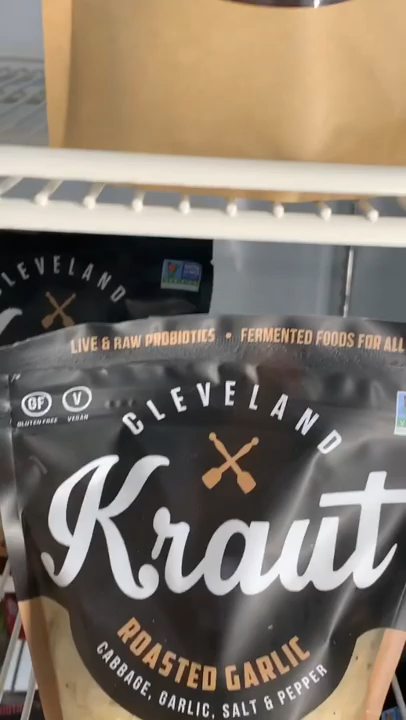 CLEVELAND
LIVE & RAW PROBIOTICS • FERMENTED FOODS FOR ALL
GF
GLUTEN FREE
V
VEGAN
CLEVELAND
Kraut
ROASTED GARLIC
CABBAGE, GARLIC, SALT & PEPPER